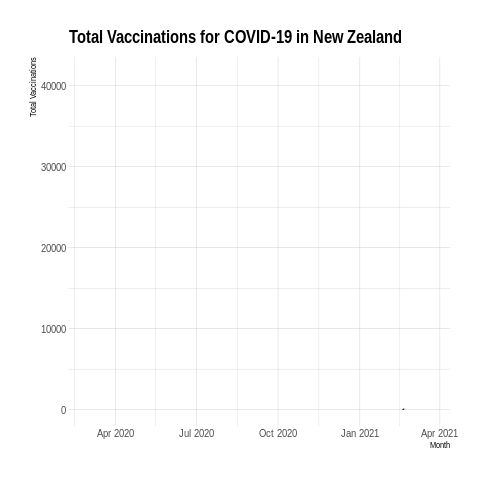 Total Vaccinations for COVID-19 in New Zealand
Total Vaccinations
40000
30000
20000
10000
0
Apr 2020 Jul 2020 Oct 2020 Jan 2021 Apr 2021
Month